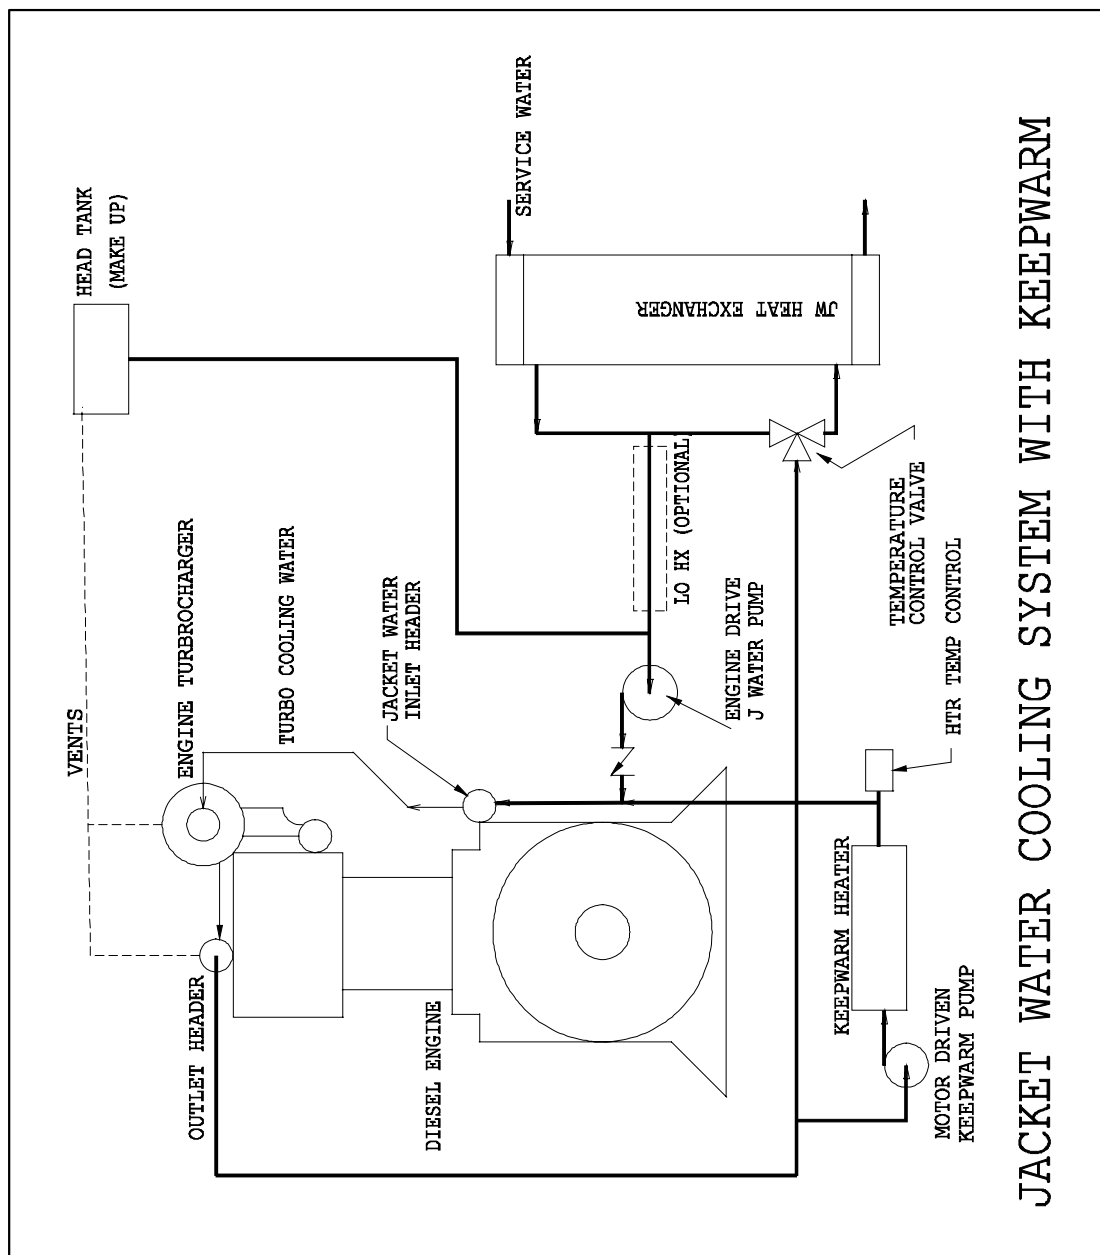 HEAD TANK
(MAKE UP)
SERVICE WATER
VENTS
ENGINE TURBROCHARGER
TURBO COOLING WATER
JACKET WATER
INLET HEADER
JW HEAT EXCHANGER
LO HX (OPTIONAL)
ENGINE DRIVE
J WATER PUMP
TEMPERATURE
CONTROL VALVE
HTR TEMP CONTROL
OUTLET HEADER
DIESEL ENGINE
KEEPWARM HEATER
MOTOR DRIVEN
KEEPWARM PUMP
JACKET WATER COOLING SYSTEM WITH KEEPWARM